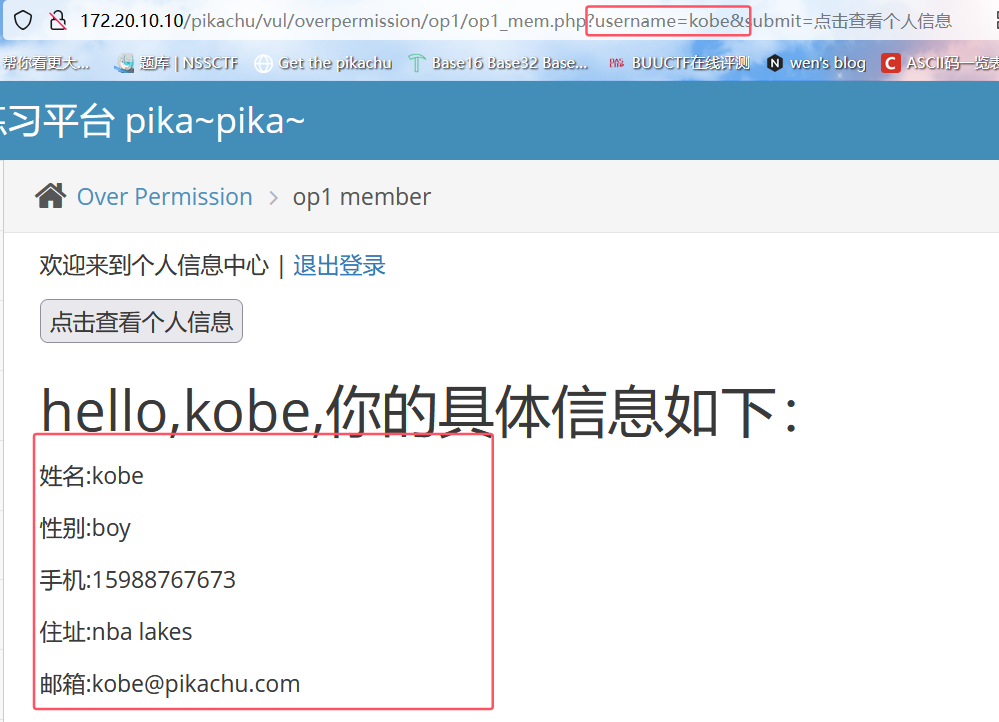 172.20.10.10/pikachu/vul/overpermission/op1/op1_mem.php?username=kobe&submit=点击查看个人信息
帮你看更大... 题库 | NSSCTF Get the pikachu Base16 Base32 Base... BUUCTF在线评测 wen's blog ASCII码一览表
练习平台 pika~pika~
Over Permission > op1 member
欢迎来到个人信息中心 | 退出登录
点击查看个人信息
hello,kobe,你的具体信息如下：
姓名:kobe
性别:boy
手机:15988767673
住址:nba lakes
邮箱:kobe@pikachu.com